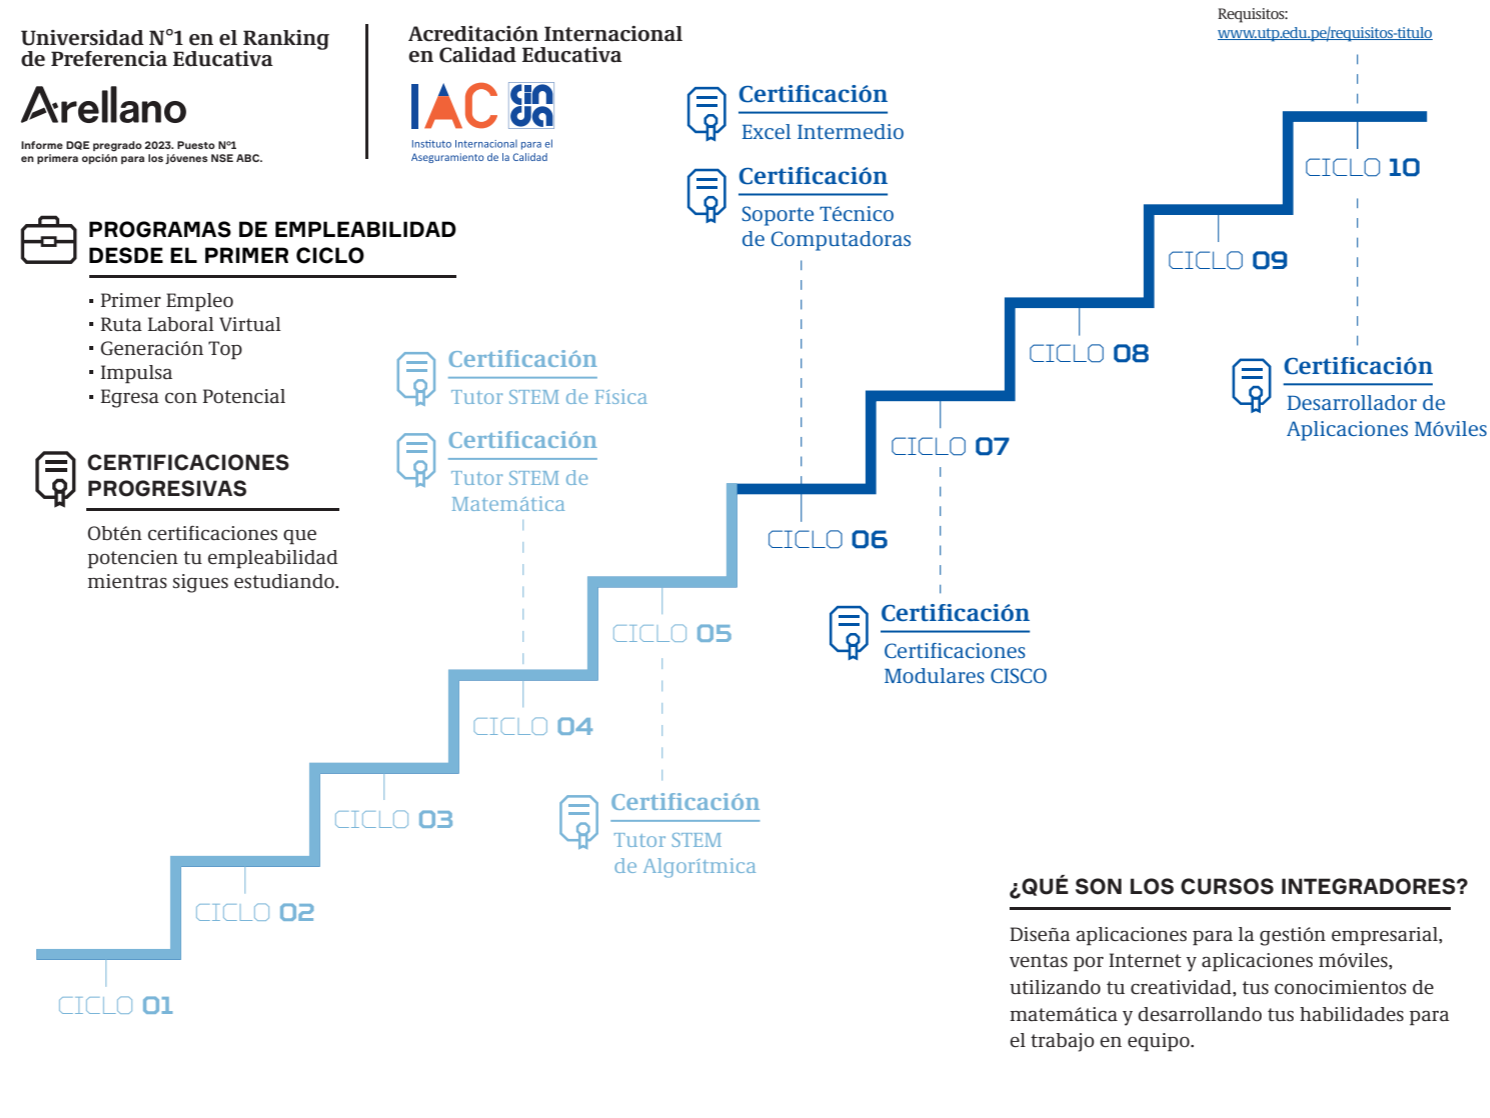 Universidad N°1 en el Ranking
de Preferencia Educativa
Arellano
Informe DQE pregrado 2023. Puesto Nº1
en primera opción para los jóvenes NSE ABC.
Acreditación Internacional
en Calidad Educativa
IAC
cinda
Instituto Internacional para el
Aseguramiento de la Calidad
PROGRAMAS DE EMPLEABILIDAD
DESDE EL PRIMER CICLO
▪ Primer Empleo
▪ Ruta Laboral Virtual
▪ Generación Top
▪ Impulsa
▪ Egresa con Potencial
CERTIFICACIONES
PROGRESIVAS
Obtén certificaciones que
potencien tu empleabilidad
mientras sigues estudiando.
CICLO 01
CICLO 02
CICLO 03
Certificación
Tutor STEM de Física
Certificación
Tutor STEM de
Matemática
CICLO 04
CICLO 05
Certificación
Tutor STEM
de Algorítmica
Certificación
Excel Intermedio
Certificación
Soporte Técnico
de Computadoras
CICLO 06
CICLO 07
Certificación
Certificaciones
Modulares CISCO
CICLO 08
CICLO 09
Requisitos:
www.utp.edu.pe/requisitos-titulo
CICLO 10
Certificación
Desarrollador de
Aplicaciones Móviles
¿QUÉ SON LOS CURSOS INTEGRADORES?
Diseña aplicaciones para la gestión empresarial,
ventas por Internet y aplicaciones móviles,
utilizando tu creatividad, tus conocimientos de
matemática y desarrollando tus habilidades para
el trabajo en equipo.